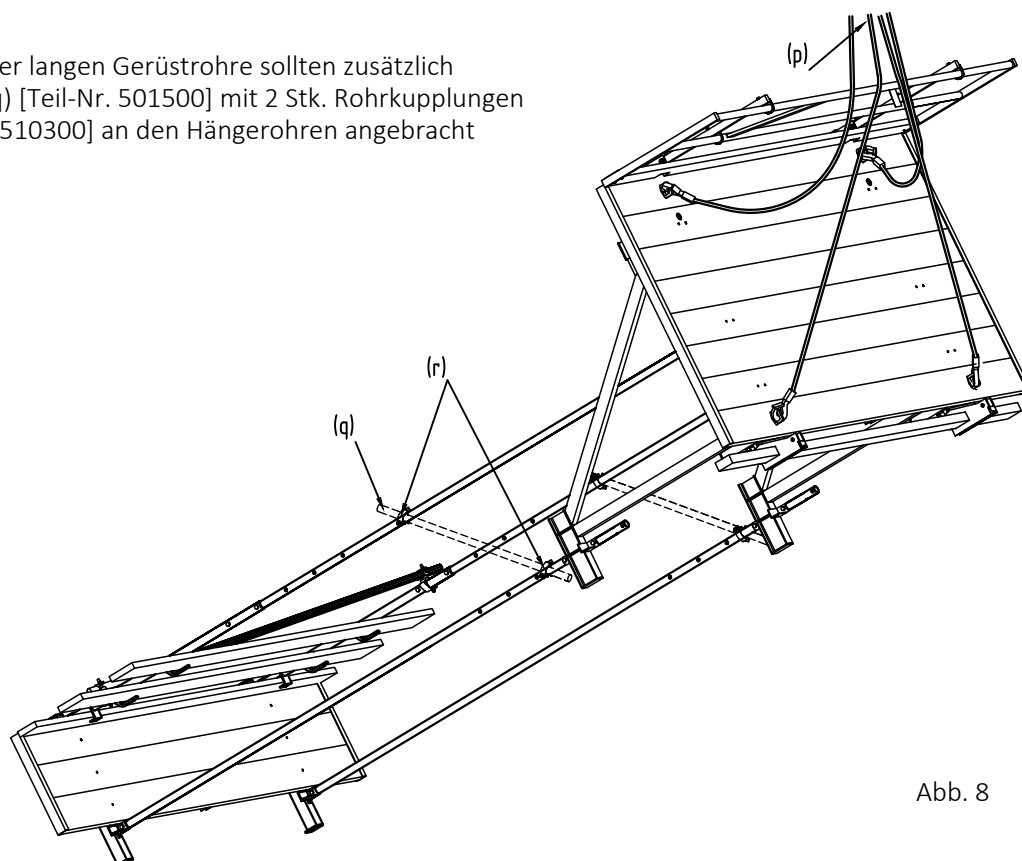 er langen Gerüstrohre sollten zusätzlich
) [Teil-Nr. 501500] mit 2 Stk. Rohrkupplungen
510300] an den Hängerohren angebracht
(p)
(r)
(q)
Abb. 8